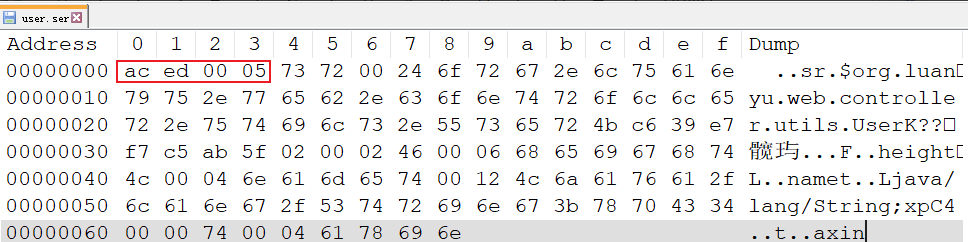 user.ser
Address 0 1 2 3 4 5 6 7 8 9 a b c d e f Dump
00000000 ac ed 00 05 73 72 00 24 6f 72 67 2e 6c 75 61 6e ..sr.$org.luan
00000010 79 75 2e 77 65 62 2e 63 6f 6e 74 72 6f 6c 6c 65 yu.web.controlle
00000020 72 2e 75 74 69 6c 73 2e 55 73 65 72 4b c6 39 e7 r.utils.UserK??
00000030 f7 c5 ab 5f 02 00 02 46 00 06 68 65 69 67 68 74 ...F..height
00000040 4c 00 04 6e 61 6d 65 74 00 12 4c 6a 61 76 61 2f L..namet..Ljava/
00000050 6c 61 6e 67 2f 53 74 72 69 6e 67 3b 78 70 43 34 lang/String;xpC4
00000060 00 00 74 00 04 61 78 69 6e ..t..axin